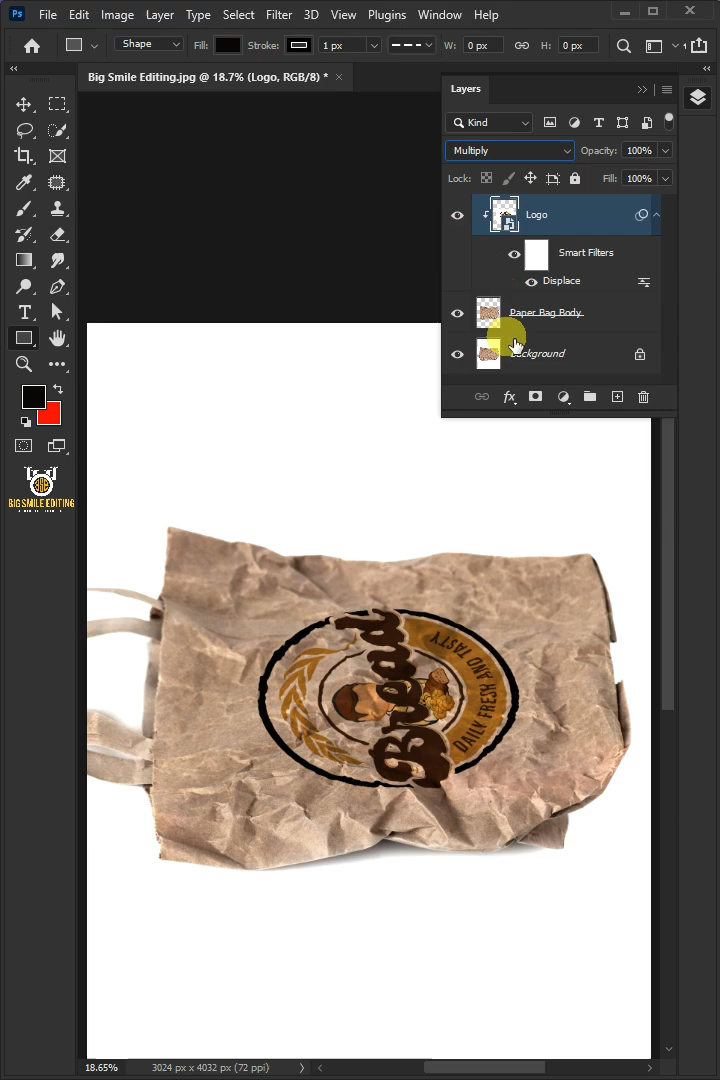 Ps File Edit Image Layer Type Select Filter 3D View Plugins Window Help
Shape Fill: Stroke: 1 px W: 0 px H: 0 px
Big Smile Editing.jpg @ 18.7% (Logo, RGB/8) *
Layers
Kind
Multiply Opacity: 100%
Lock: Fill: 100%
Logo
Smart Filters
Displace
Paper Bag Body
Background
fx
BIG SMILE EDITING
Bread
DAILY FRESH AND TASTY
18.65% 3024 px x 4032 px (72 ppi)